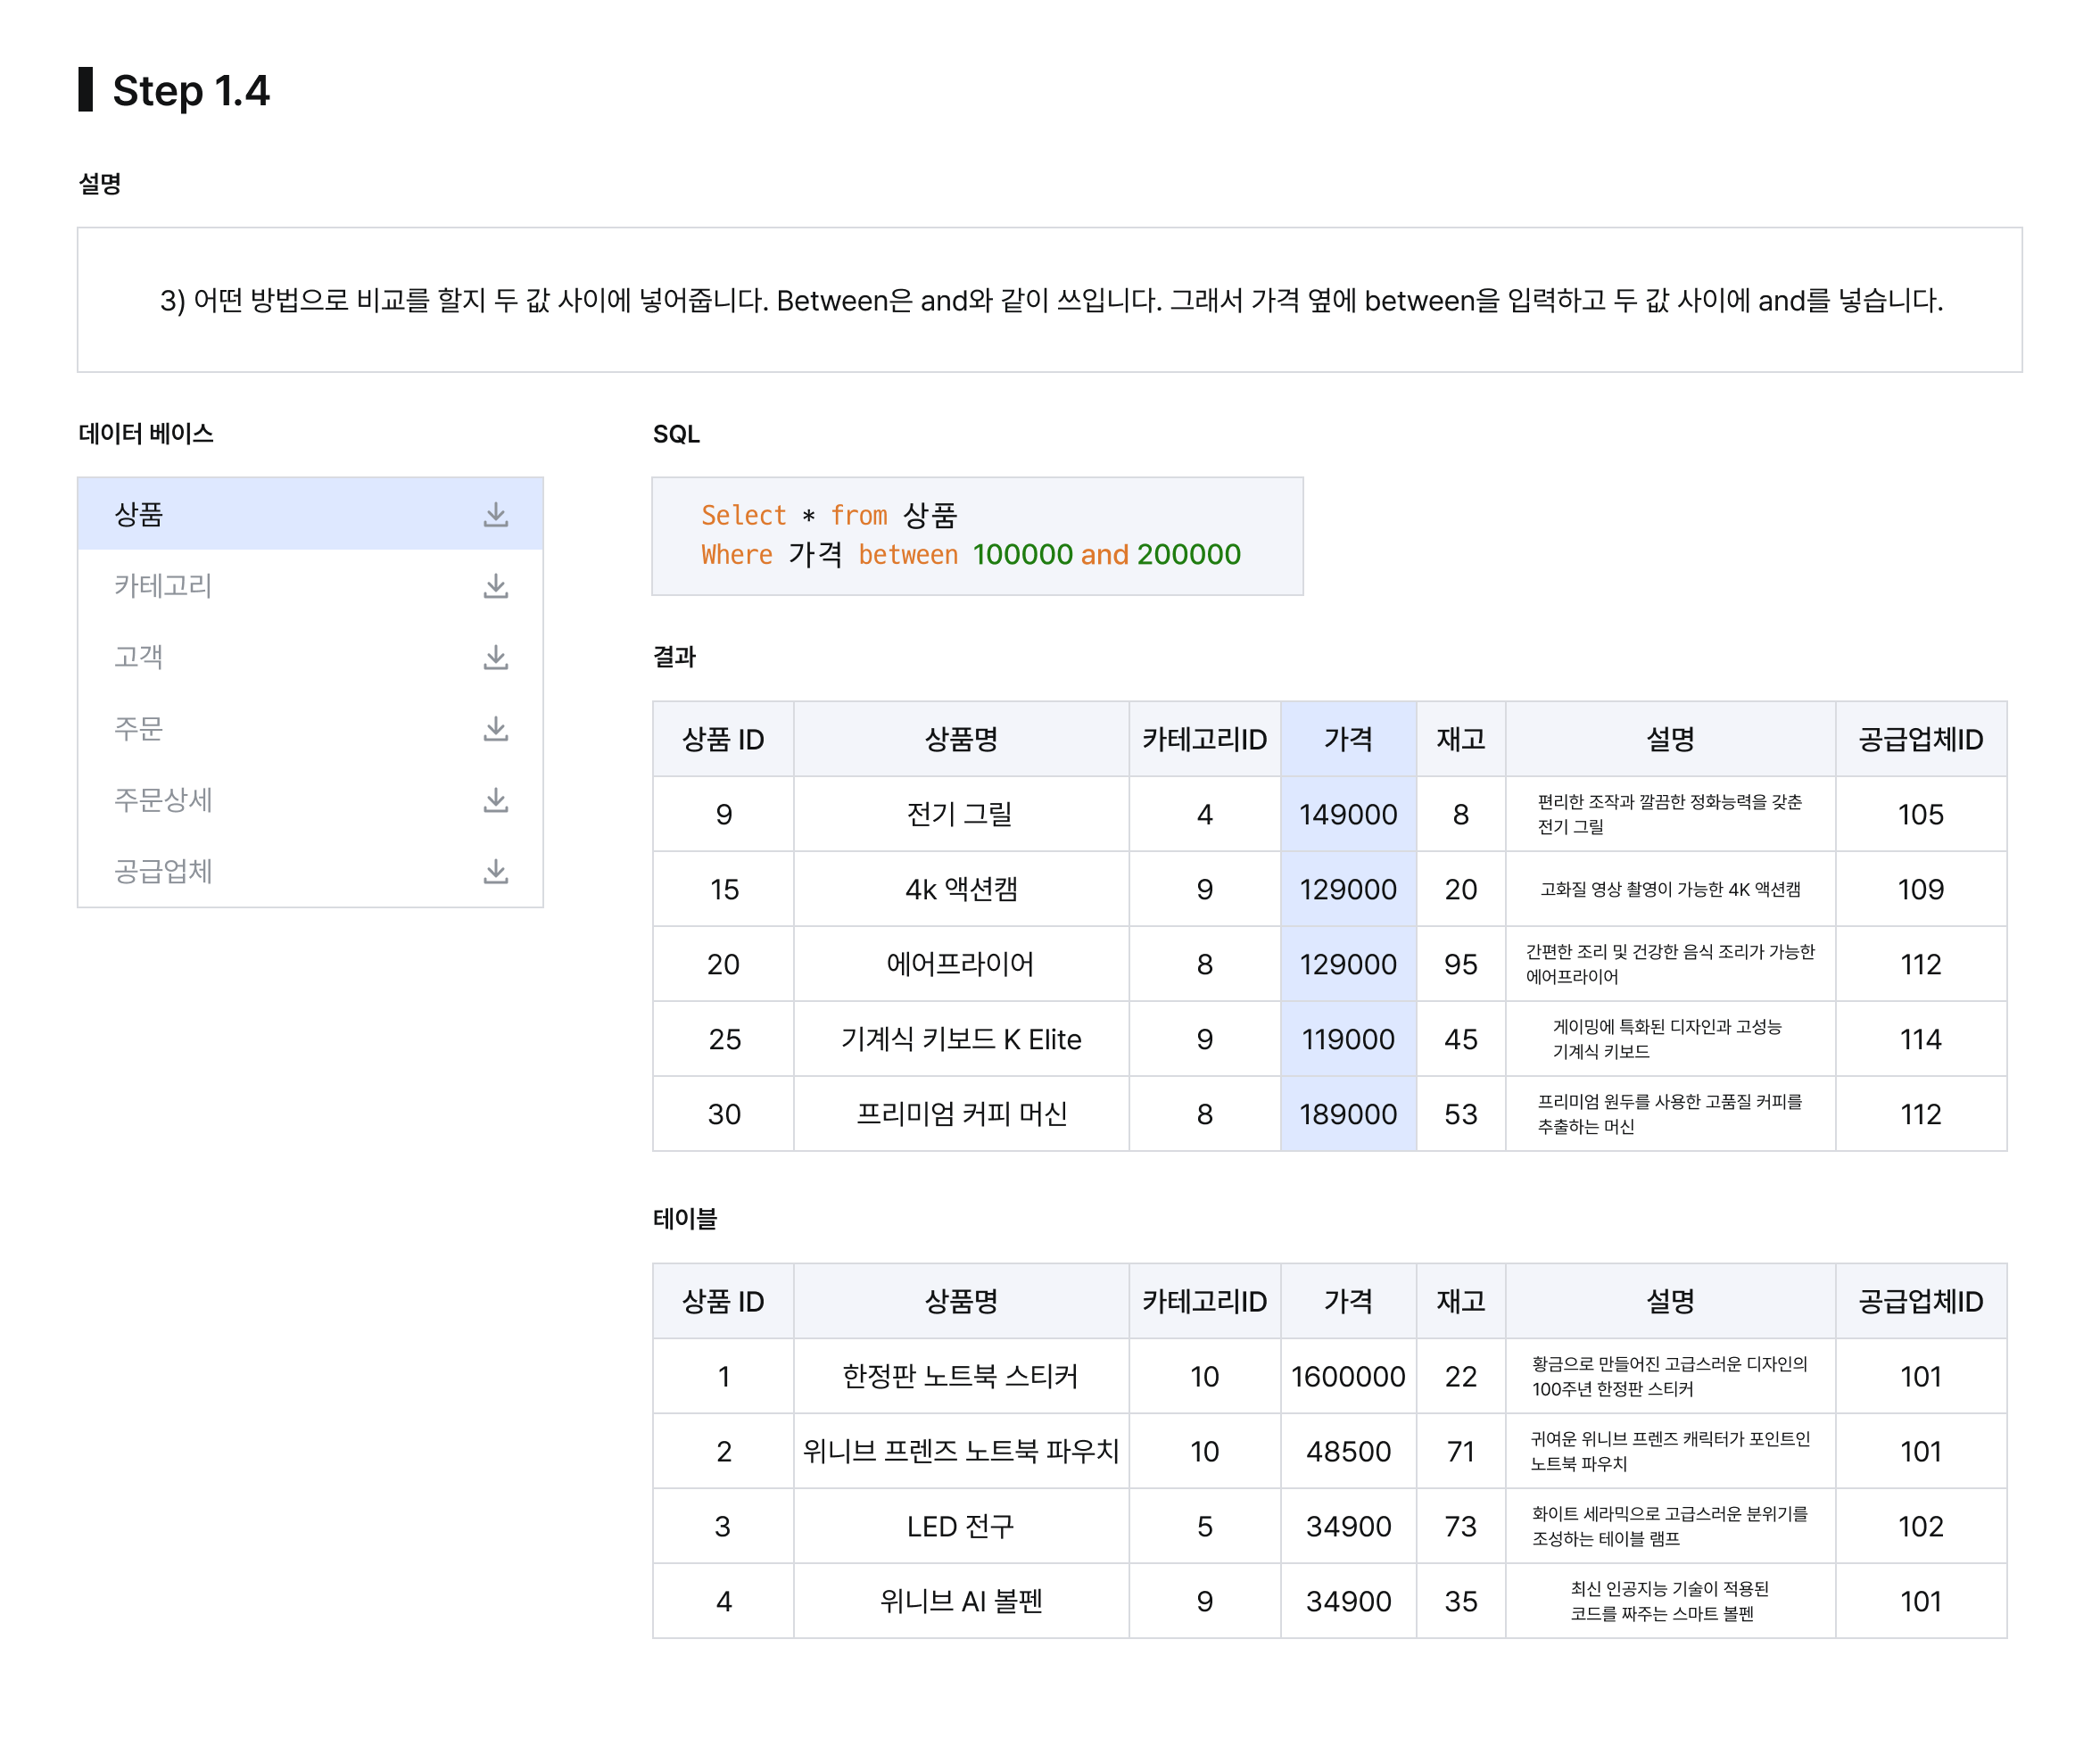 Step 1.4
설명
3) 어떤 방법으로 비교를 할지 두 값 사이에 넣어줍니다. Between은 and와 같이 쓰입니다. 그래서 가격 옆에 between을 입력하고 두 값 사이에 and를 넣습니다.
데이터 베이스
상품
카테고리
고객
주문
주문상세
공급업체
SQL
Select * from 상품
Where 가격 between 100000 and 200000
결과
상품 ID 상품명 카테고리ID 가격 재고 설명 공급업체ID
9 전기 그릴 4 149000 8 편리한 조작과 깔끔한 정화능력을 갖춘
전기 그릴 105
15 4k 액션캠 9 129000 20 고화질 영상 촬영이 가능한 4K 액션캠 109
20 에어프라이어 8 129000 95 간편한 조리 및 건강한 음식 조리가 가능한
에어프라이어 112
25 기계식 키보드 K Elite 9 119000 45 게이밍에 특화된 디자인과 고성능
기계식 키보드 114
30 프리미엄 커피 머신 8 189000 53 프리미엄 원두를 사용한 고품질 커피를
추출하는 머신 112
테이블
상품 ID 상품명 카테고리ID 가격 재고 설명 공급업체ID
1 한정판 노트북 스티커 10 1600000 22 황금으로 만들어진 고급스러운 디자인의
100주년 한정판 스티커 101
2 위니브 프렌즈 노트북 파우치 10 48500 71 귀여운 위니브 프렌즈 캐릭터가 포인트인
노트북 파우치 101
3 LED 전구 5 34900 73 화이트 세라믹으로 고급스러운 분위기를
조성하는 테이블 램프 102
4 위니브 AI 볼펜 9 34900 35 최신 인공지능 기술이 적용된
코드를 짜주는 스마트 볼펜 101